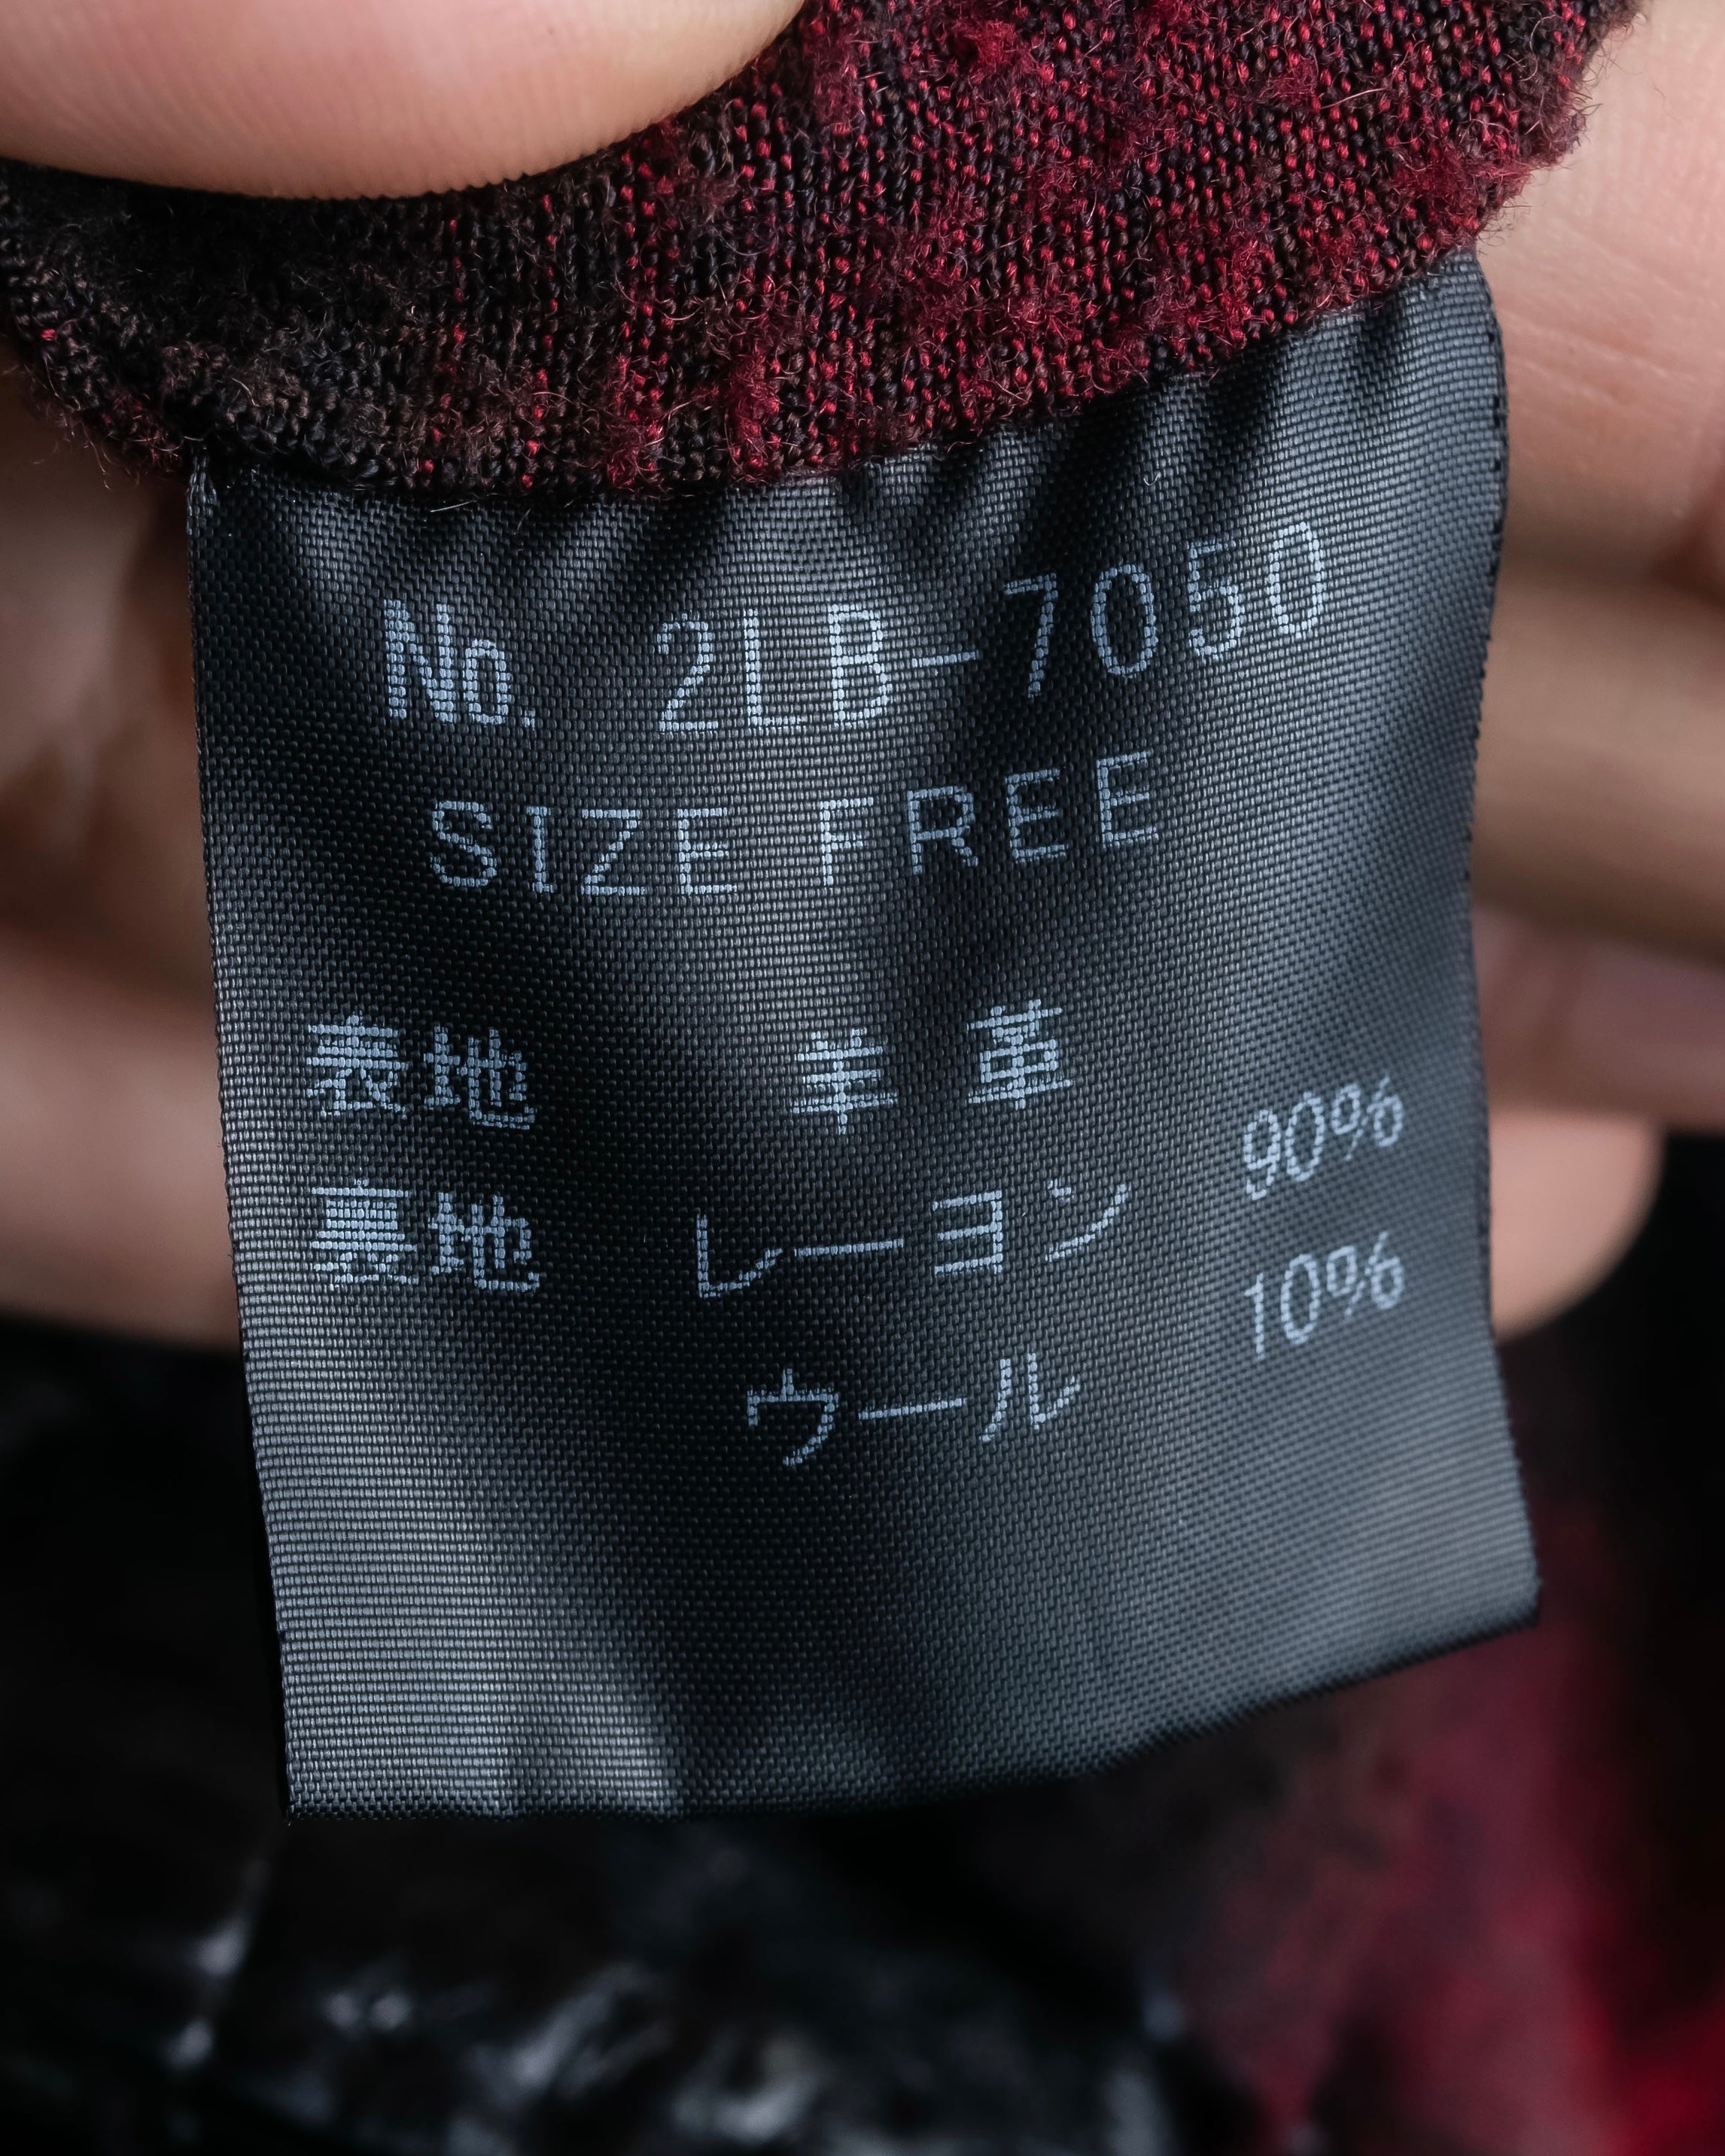 No. 2LB-7050
SIZE FREE
表地 羊革
裏地 レーヨン 90%
ウール 10%